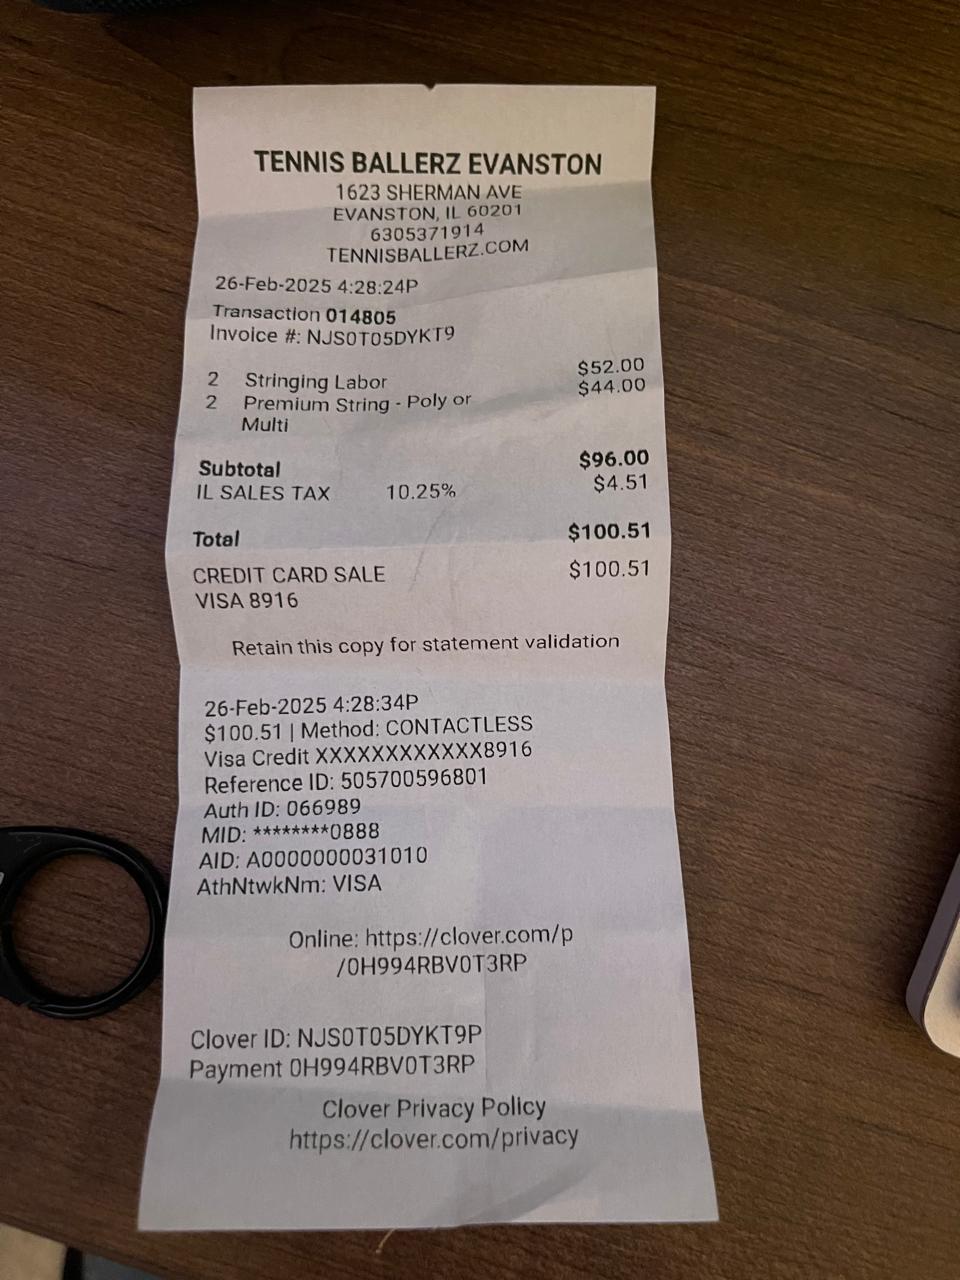 TENNIS BALLERZ EVANSTON
1623 SHERMAN AVE
EVANSTON, IL 60201
6305371914
TENNISBALLERZ.COM
26-Feb-2025 4:28:24P
Transaction 014805
Invoice #: NJS0T05DYKT9
2 Stringing Labor $52.00
2 Premium String - Poly or $44.00
Multi
Subtotal $96.00
IL SALES TAX 10.25% $4.51
Total $100.51
CREDIT CARD SALE $100.51
VISA 8916
Retain this copy for statement validation
26-Feb-2025 4:28:34P
$100.51 | Method: CONTACTLESS
Visa Credit XXXXXXXXXXXX8916
Reference ID: 505700596801
Auth ID: 066989
MID: ********0888
AID: A0000000031010
AthNtwkNm: VISA
Online: https://clover.com/p
/0H994RBV0T3RP
Clover ID: NJS0T05DYKT9P
Payment 0H994RBV0T3RP
Clover Privacy Policy
https://clover.com/privacy